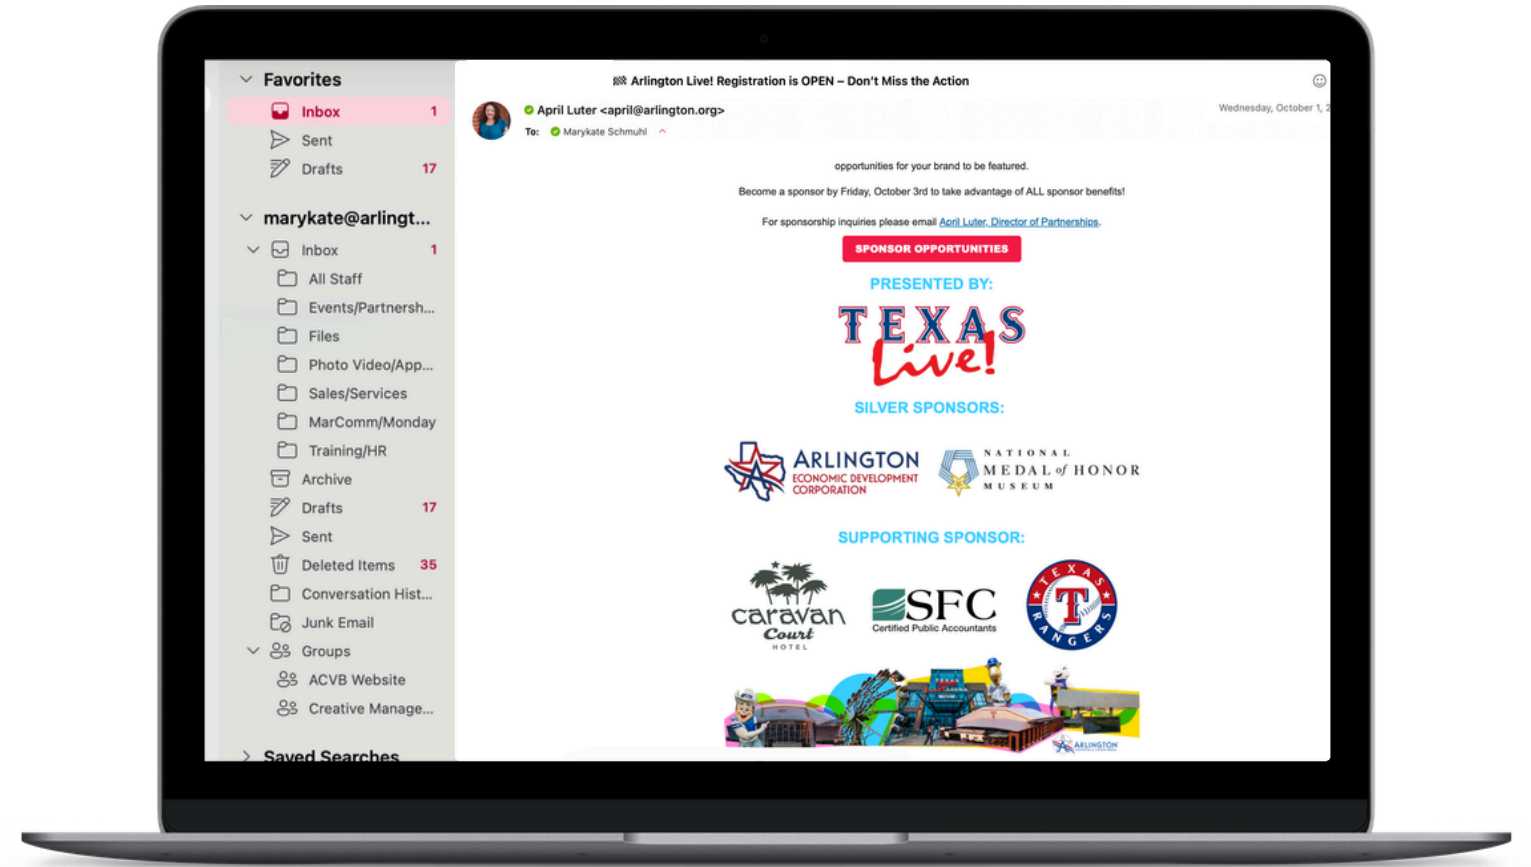 Favorites
Inbox 1
Sent
Drafts 17
marykate@arlingt...
Inbox 1
All Staff
Events/Partnersh...
Files
Photo Video/App...
Sales/Services
MarComm/Monday
Training/HR
Archive
Drafts 17
Sent
Deleted Items 35
Conversation Hist...
Junk Email
Groups
ACVB Website
Creative Manage...
Saved Searches
Arlington Live! Registration is OPEN – Don't Miss the Action
April Luter <april@arlington.org>
Wednesday, October 1, 2
To: Marykate Schmuhl
opportunities for your brand to be featured.
Become a sponsor by Friday, October 3rd to take advantage of ALL sponsor benefits!
For sponsorship inquiries please email April Luter, Director of Partnerships.
SPONSOR OPPORTUNITIES
PRESENTED BY:
TEXAS
Live!
SILVER SPONSORS:
ARLINGTON
ECONOMIC DEVELOPMENT
CORPORATION
NATIONAL
MEDAL of HONOR
MUSEUM
SUPPORTING SPONSOR:
caravan
Court
HOTEL
SFC
Certified Public Accountants
TEXAS
T
RANGERS
TEXAS
ARLINGTON